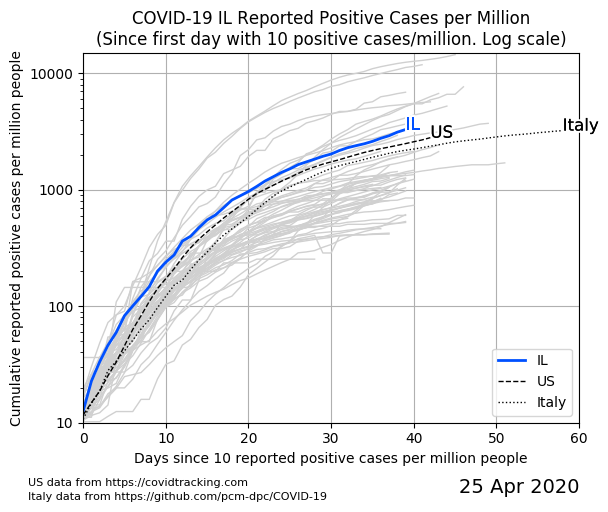 COVID-19 IL Reported Positive Cases per Million
(Since first day with 10 positive cases/million. Log scale)
Cumulative reported positive cases per million people
10000
1000
100
10
IL
US
Italy
IL
US
Italy
0 10 20 30 40 50 60
Days since 10 reported positive cases per million people
US data from https://covidtracking.com
Italy data from https://github.com/pcm-dpc/COVID-19
25 Apr 2020